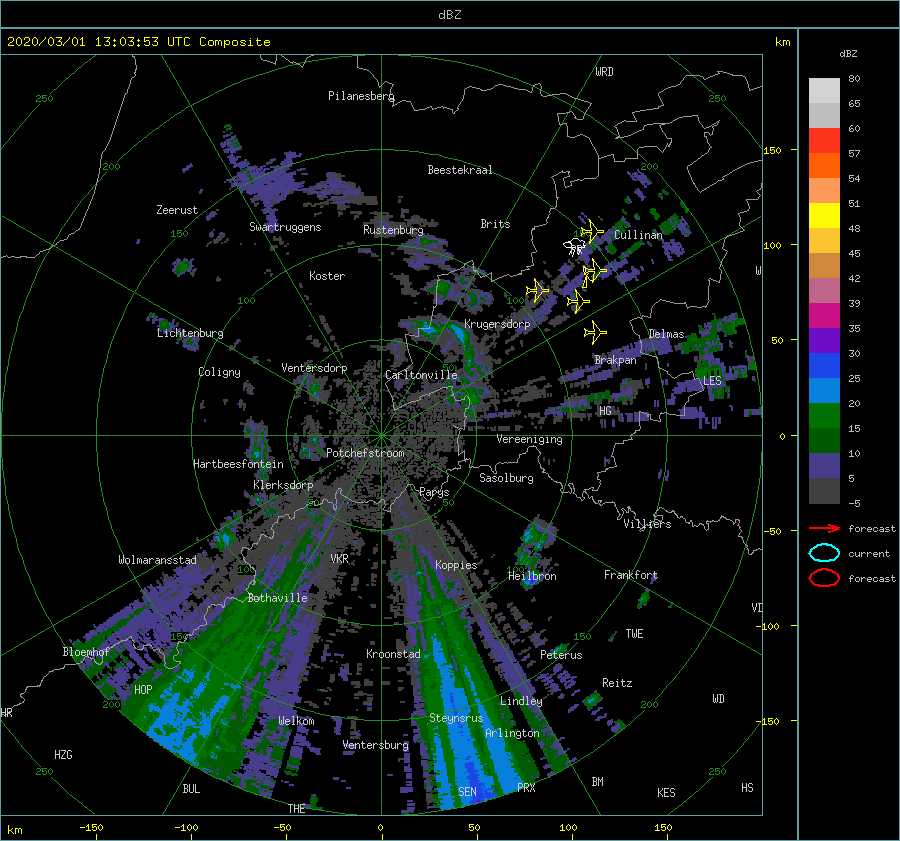 dBZ
2020/03/01 13:03:53 UTC Composite
km
dBZ
WRD
250
Pilanesberg
250
80
65
60
57
54
51
48
45
42
39
35
30
25
20
15
10
5
-5
150
200
Beestekraal
200
Zeerust
Swartruggens
150
Rustenburg
Brits
Cullinan
100
W
Koster
100
100
Krugersdorp
Lichtenburg
Delmas
50
Coligny
Ventersdorp
Carltonville
Brakpan
LES
HG
Vereeniging
0
Potchefstroom
Hartbeesfontein
Sasolburg
Klerksdorp
Parys
50
50
Villiers
forecast
-50
current
forecast
Wolmaransstad
VKR
Koppies
100
100
Heilbron
Frankfort
Bothaville
VD
-100
150
150
TWE
Bloemhof
Kroonstad
Peterus
Reitz
HOP
200
Lindley
200
WD
HR
Welkom
Steynsrus
-150
Arlington
Ventersburg
HZG
250
250
BUL
BM
PRX
SEN
KES
HS
THE
km
-150
-100
-50
0
50
100
150